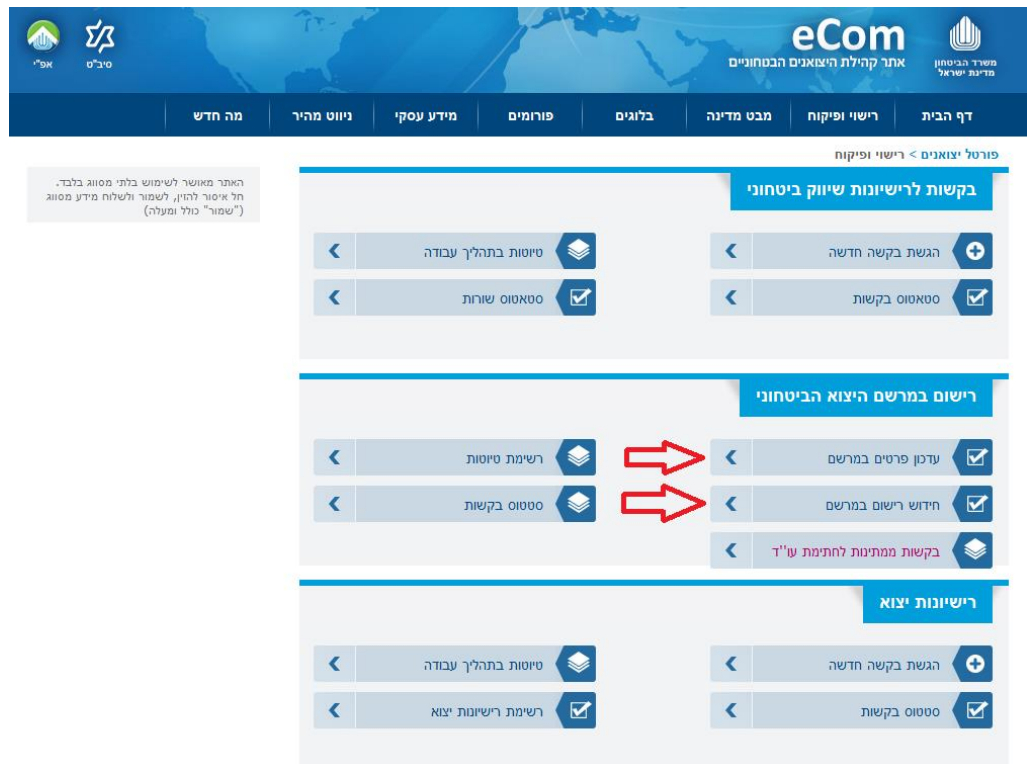 eCom
אתר קהילת היצואנים הבטחוניים
משרד הביטחון
מדינת ישראל
סיב"ט
אפ"י
דף הבית
רישוי ופיקוח
מבט מדינה
בלוגים
פורומים
מידע עסקי
ניווט מהיר
מה חדש
פורטל יצואנים > רישוי ופיקוח
האתר מאושר לשימוש בלתי מסווג בלבד.
חל איסור להזין, לשמור ולשלוח מידע מסווג
("שמור" כולל ומעלה)
בקשות לרישיונות שיווק ביטחוני
הגשת בקשה חדשה
טיוטות בתהליך עבודה
סטאטוס בקשות
סטאטוס שורות
רישום במרשם היצוא הביטחוני
עדכון פרטים במרשם
רשימת טיוטות
חידוש רישום במרשם
סטטוס בקשות
בקשות ממתינות לחתימת עו''ד
רישיונות יצוא
הגשת בקשה חדשה
טיוטות בתהליך עבודה
סטטוס בקשות
רשימת רישיונות יצוא